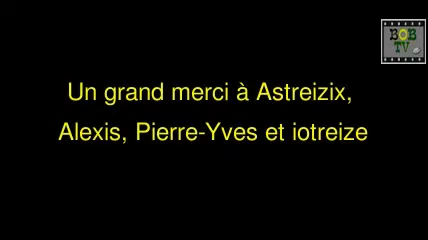 BOB
TV
Un grand merci à Astreizix,
Alexis, Pierre-Yves et iotreize